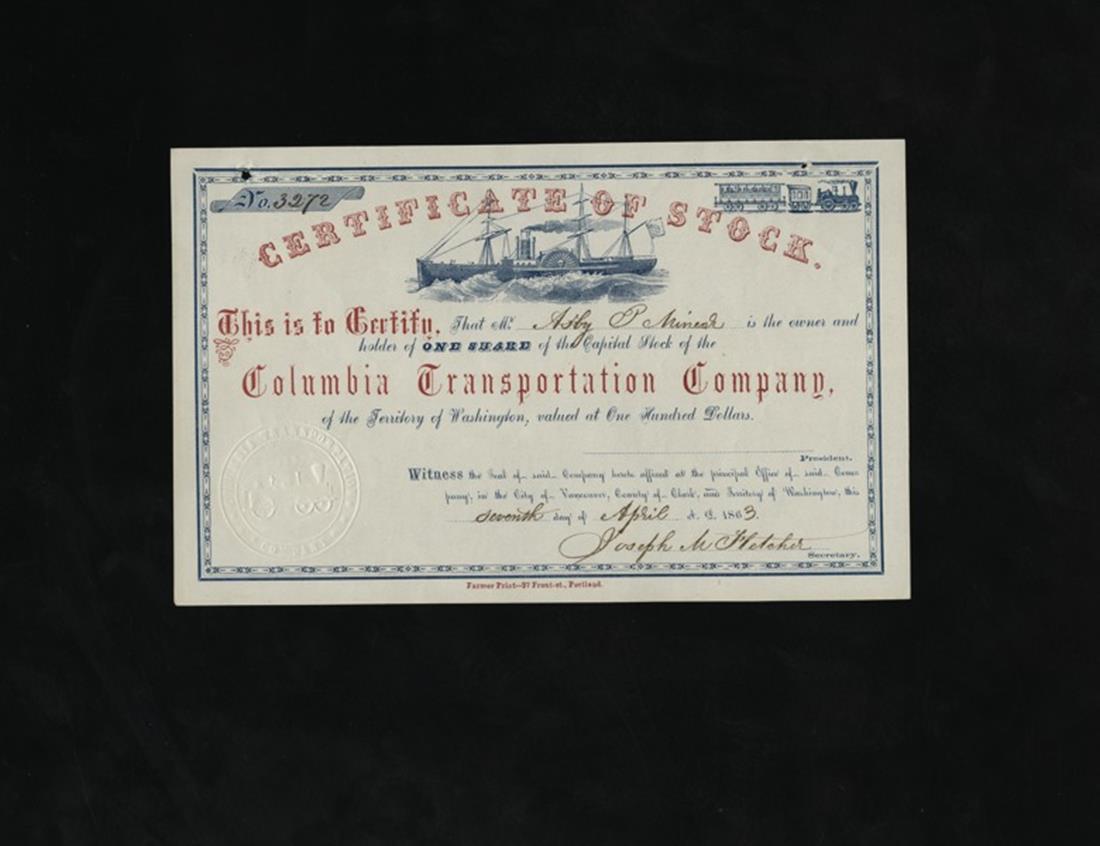 No. 3272
CERTIFICATE OF STOCK.
This is to Certify, That Mr. Asby P Minear is the owner and
holder of ONE SHARE of the Capital Stock of the
Columbia Transportation Company,
of the Territory of Washington, valued at One Hundred Dollars.
President.
Witness the Seal of said Company hereto affixed at the principal Office of said Com-
pany, in the City of Vancouver, County of Clark, and Territory of Washington, this
seventh day of April A. D. 1863.
Joseph M Fletcher
Secretary.
TRANSPORTATION
COMPANY
Farmer Print--27 Front-st., Portland.